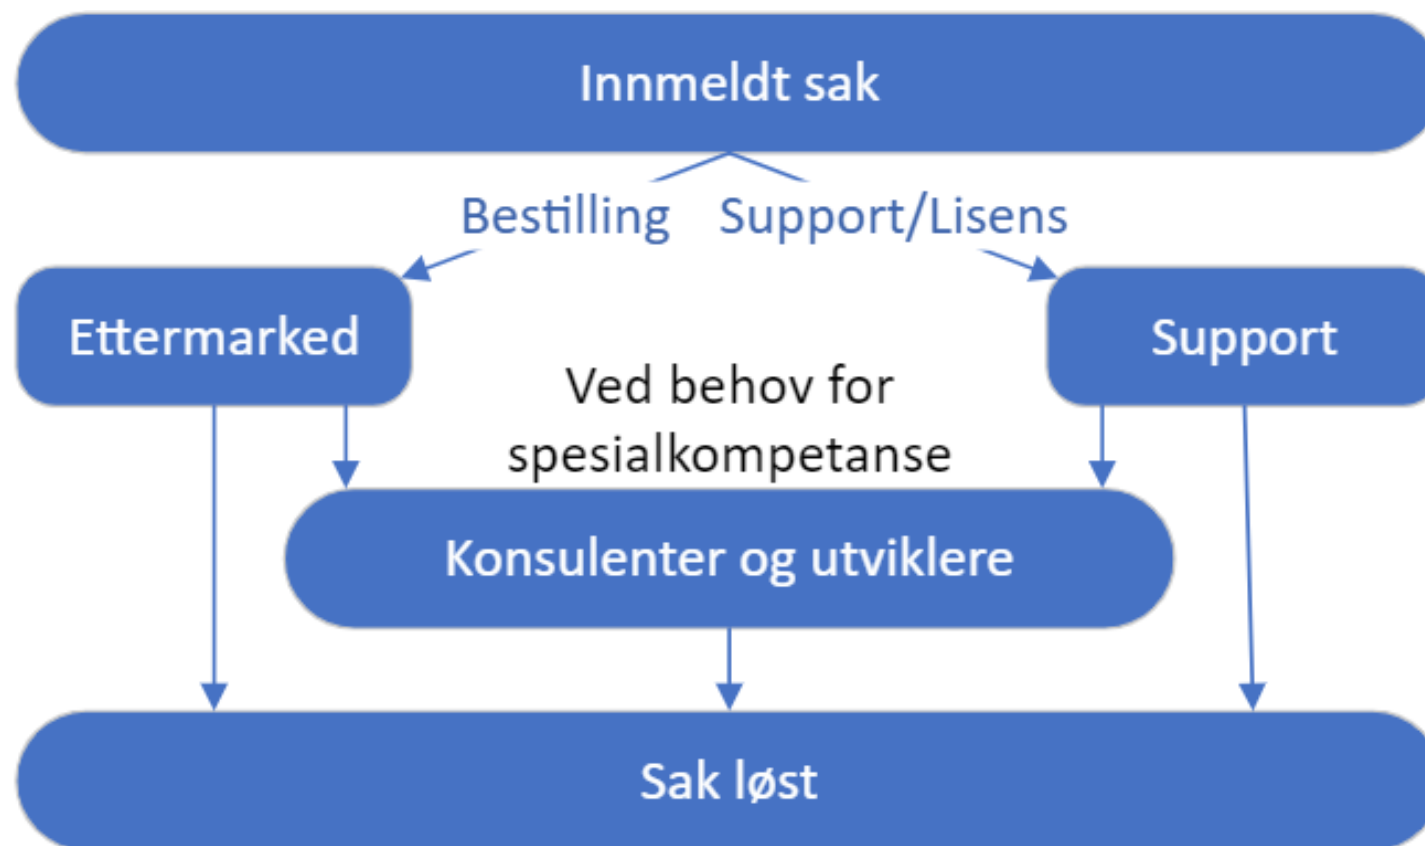 Innmeldt sak
Bestilling
Support/Lisens
Ettermarked
Support
Ved behov for
spesialkompetanse
Konsulenter og utviklere
Sak løst